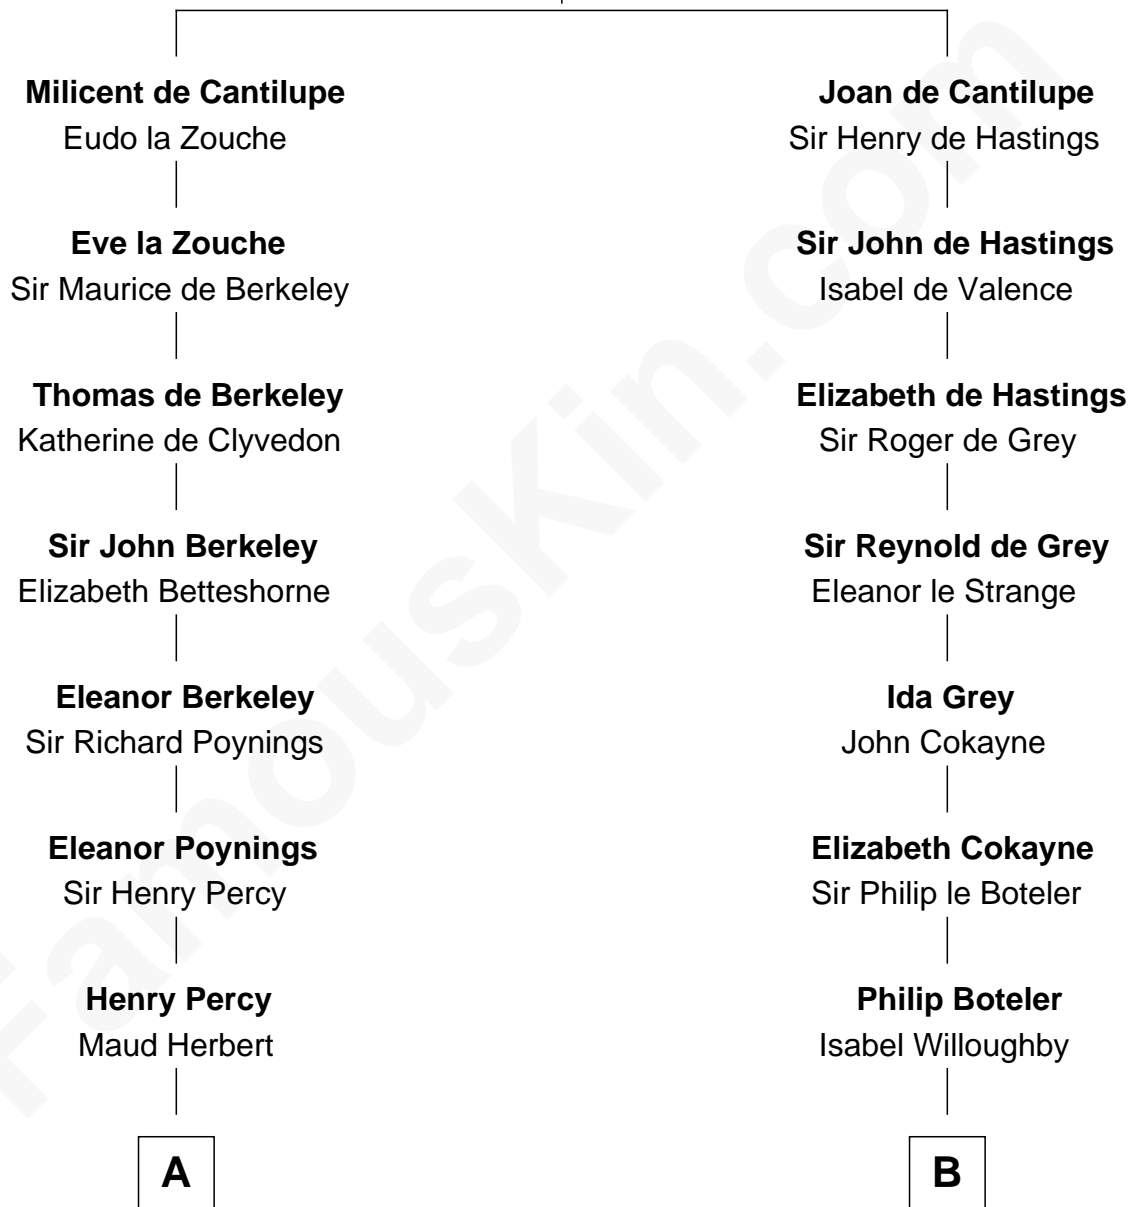 Milicent de Cantilupe
Eudo la Zouche
Eve la Zouche
Sir Maurice de Berkeley
Thomas de Berkeley
Katherine de Clyvedon
Sir John Berkeley
Elizabeth Betteshorne
Eleanor Berkeley
Sir Richard Poynings
Eleanor Poynings
Sir Henry Percy
Henry Percy
Maud Herbert
A
Joan de Cantilupe
Sir Henry de Hastings
Sir John de Hastings
Isabel de Valence
Elizabeth de Hastings
Sir Roger de Grey
Sir Reynold de Grey
Eleanor le Strange
Ida Grey
John Cokayne
Elizabeth Cokayne
Sir Philip le Boteler
Philip Boteler
Isabel Willoughby
B
FamousKin.com